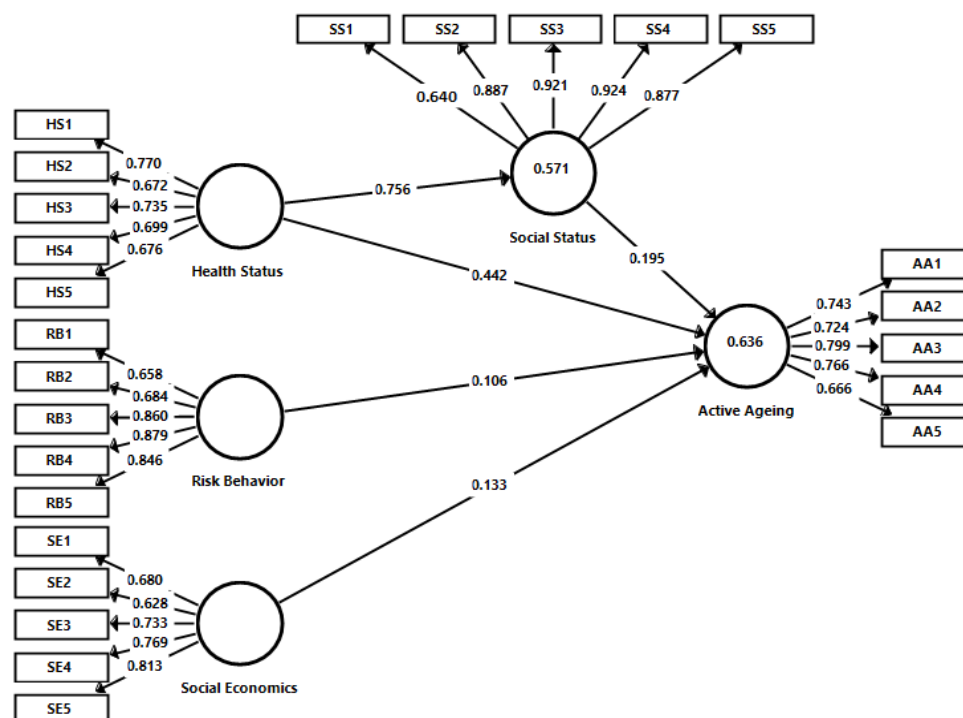 SS1 SS2 SS3 SS4 SS5
0.640 0.887 0.921 0.924 0.877
HS1
HS2
HS3
HS4
HS5
0.770
0.672
0.735
0.699
0.676
Health Status
0.756
0.571
Social Status
0.442
0.195
RB1
RB2
RB3
RB4
RB5
0.658
0.684
0.860
0.879
0.846
Risk Behavior
0.106
0.636
Active Ageing
0.743
0.724
0.799
0.766
0.666
AA1
AA2
AA3
AA4
AA5
SE1
SE2
SE3
SE4
SE5
0.680
0.628
0.733
0.769
0.813
Social Economics
0.133